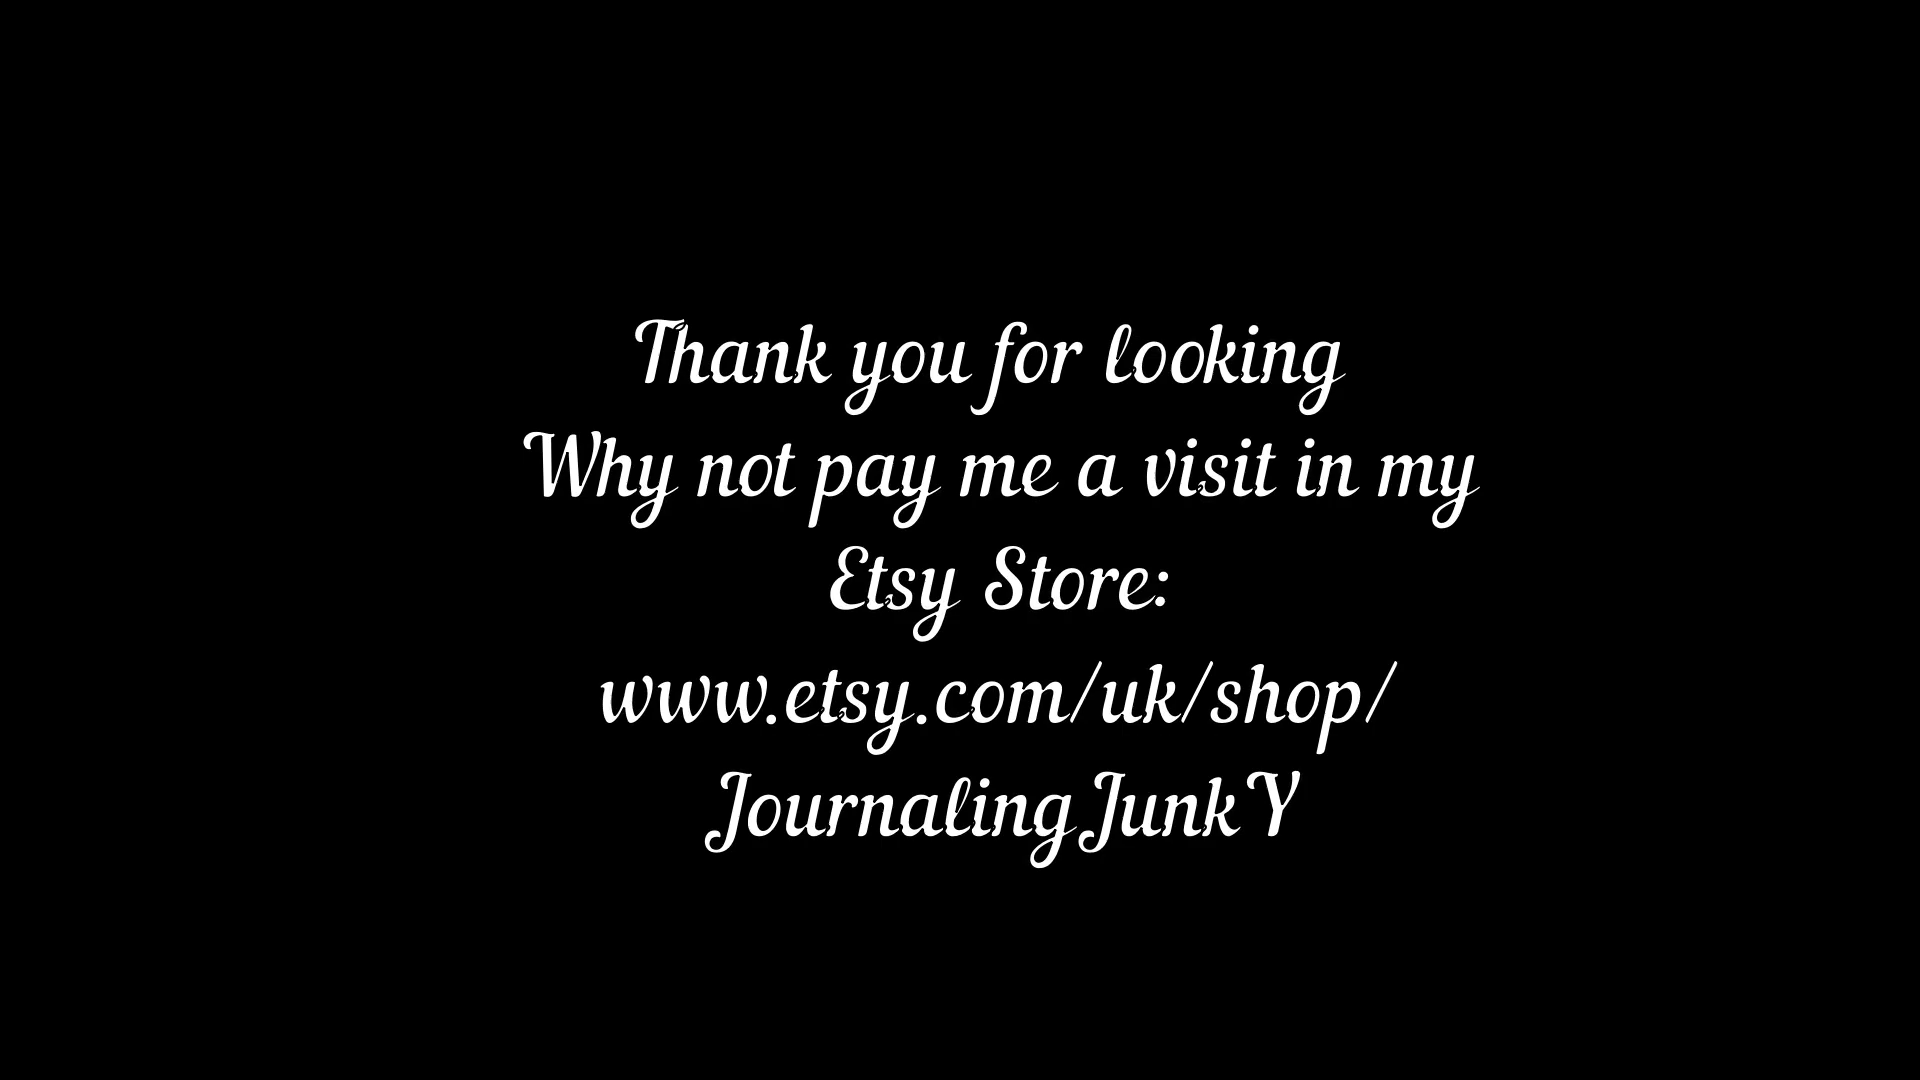 Thank you for looking
Why not pay me a visit in my
Etsy Store:
www.etsy.com/uk/shop/
JournalingJunkY